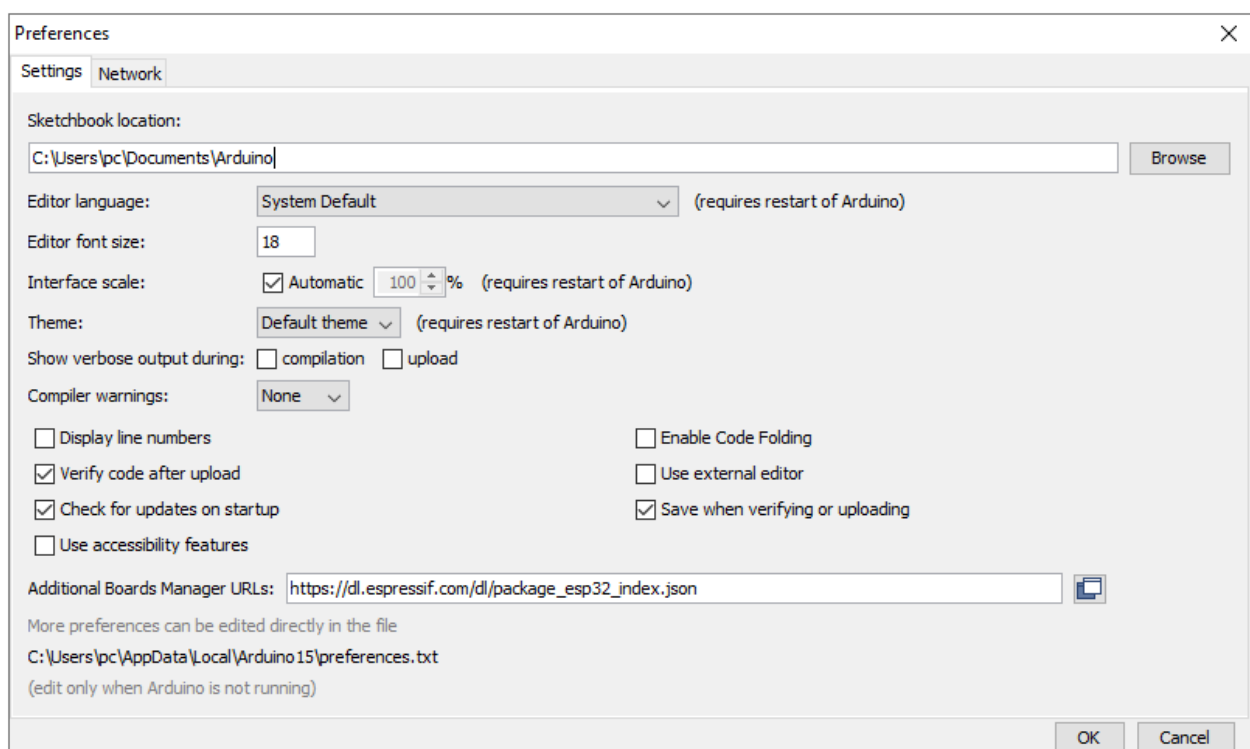 Preferences
Settings Network
Sketchbook location:
C:\Users\pc\Documents\Arduino Browse
Editor language: System Default (requires restart of Arduino)
Editor font size: 18
Interface scale: Automatic 100 % (requires restart of Arduino)
Theme: Default theme (requires restart of Arduino)
Show verbose output during: compilation upload
Compiler warnings: None
Display line numbers Enable Code Folding
Verify code after upload Use external editor
Check for updates on startup Save when verifying or uploading
Use accessibility features
Additional Boards Manager URLs: https://dl.espressif.com/dl/package_esp32_index.json
More preferences can be edited directly in the file
C:\Users\pc\AppData\Local\Arduino15\preferences.txt
(edit only when Arduino is not running)
OK Cancel